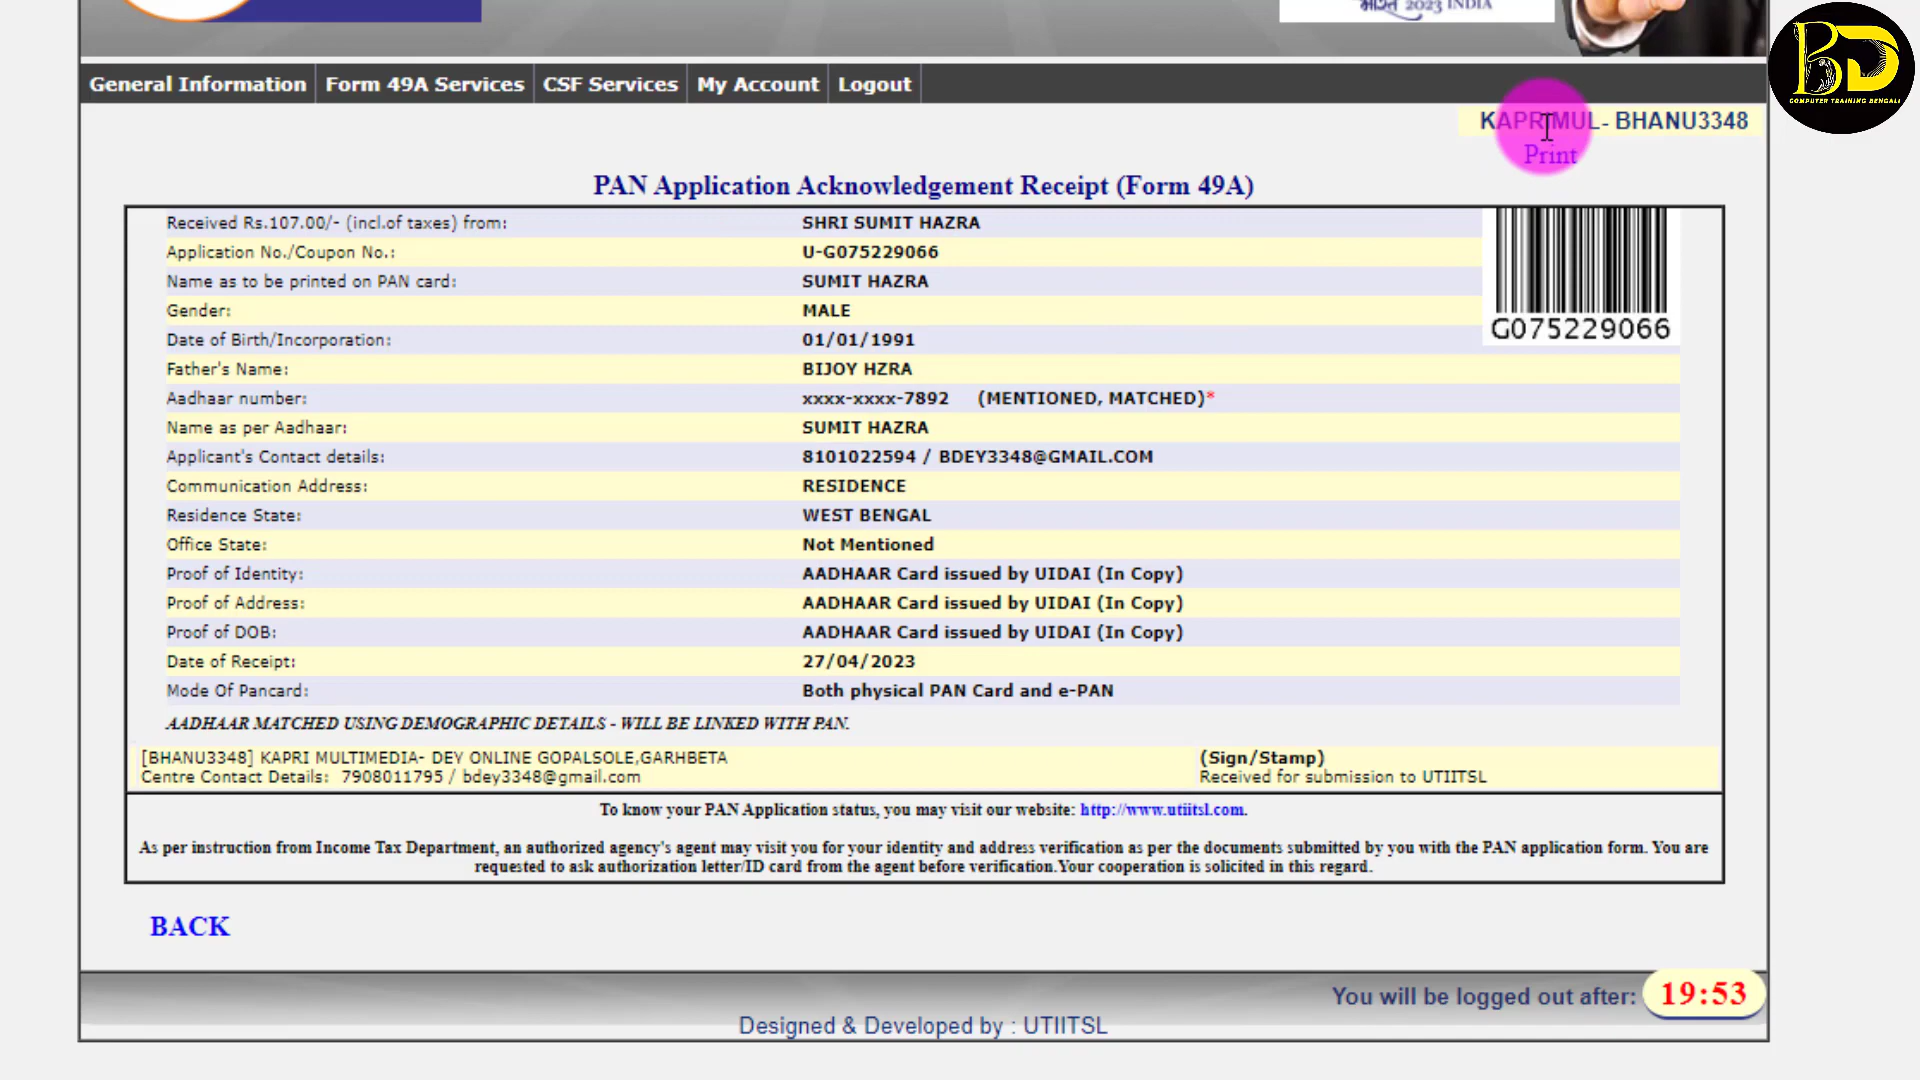 भारत 2023 INDIA
BD
COMPUTER TRAINING BENGALI
General Information Form 49A Services CSF Services My Account Logout
KAPRIMUL- BHANU3348
Print
PAN Application Acknowledgement Receipt (Form 49A)
Received Rs.107.00/- (incl.of taxes) from: SHRI SUMIT HAZRA
Application No./Coupon No.: U-G075229066
Name as to be printed on PAN card: SUMIT HAZRA
Gender: MALE
Date of Birth/Incorporation: 01/01/1991
G075229066
Father's Name: BIJOY HZRA
Aadhaar number: xxxx-xxxx-7892 (MENTIONED, MATCHED)*
Name as per Aadhaar: SUMIT HAZRA
Applicant's Contact details: 8101022594 / BDEY3348@GMAIL.COM
Communication Address: RESIDENCE
Residence State: WEST BENGAL
Office State: Not Mentioned
Proof of Identity: AADHAAR Card issued by UIDAI (In Copy)
Proof of Address: AADHAAR Card issued by UIDAI (In Copy)
Proof of DOB: AADHAAR Card issued by UIDAI (In Copy)
Date of Receipt: 27/04/2023
Mode Of Pancard: Both physical PAN Card and e-PAN
AADHAAR MATCHED USING DEMOGRAPHIC DETAILS - WILL BE LINKED WITH PAN.
[BHANU3348] KAPRI MULTIMEDIA- DEY ONLINE GOPALSOLE,GARHBETA (Sign/Stamp)
Centre Contact Details: 7908011795 / bdey3348@gmail.com Received for submission to UTIITSL
To know your PAN Application status, you may visit our website: http://www.utiitsl.com.
As per instruction from Income Tax Department, an authorized agency's agent may visit you for your identity and address verification as per the documents submitted by you with the PAN application form. You are
requested to ask authorization letter/ID card from the agent before verification.Your cooperation is solicited in this regard.
BACK
You will be logged out after: 19:53
Designed & Developed by : UTIITSL